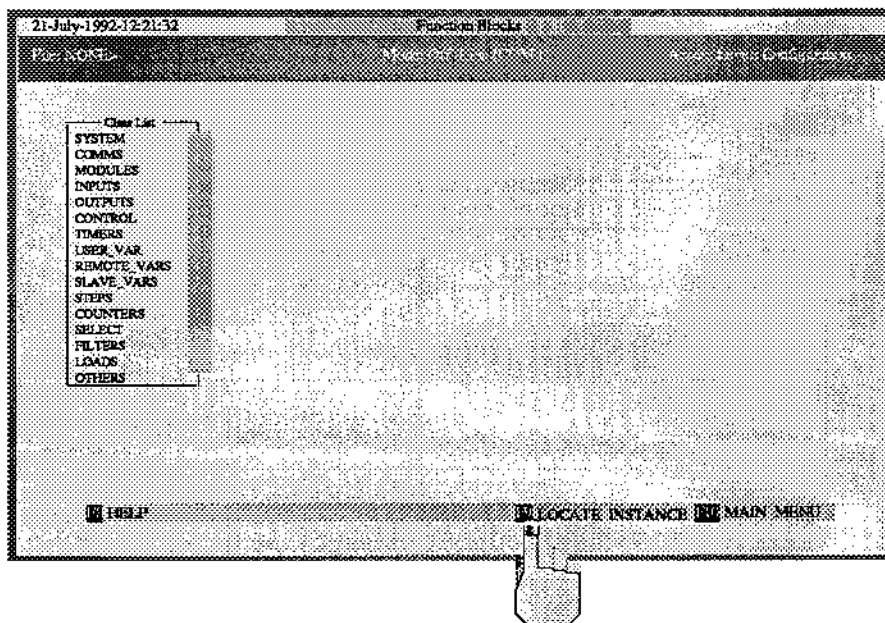 21-July-1992-12:21:32 Function Blocks
Class List
SYSTEM
COMMS
MODULES
INPUTS
OUTPUTS
CONTROL
TIMERS
USER_VAR
REMOTE_VARS
SLAVE_VARS
STEPS
COUNTERS
SELECT
FILTERS
LOADS
OTHERS
HELP LOCATE INSTANCE MAIN MENU